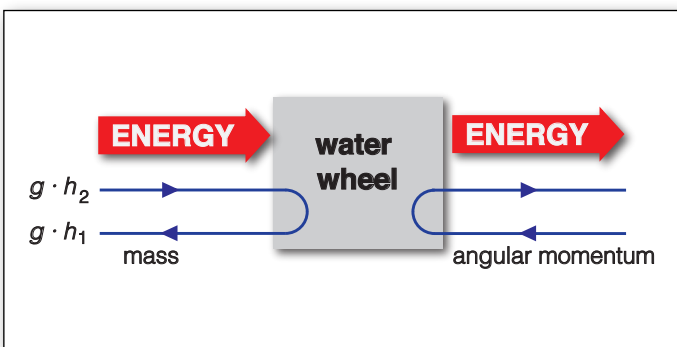 ENERGY
water
wheel
ENERGY
g · h₂
g · h₁
mass
angular momentum